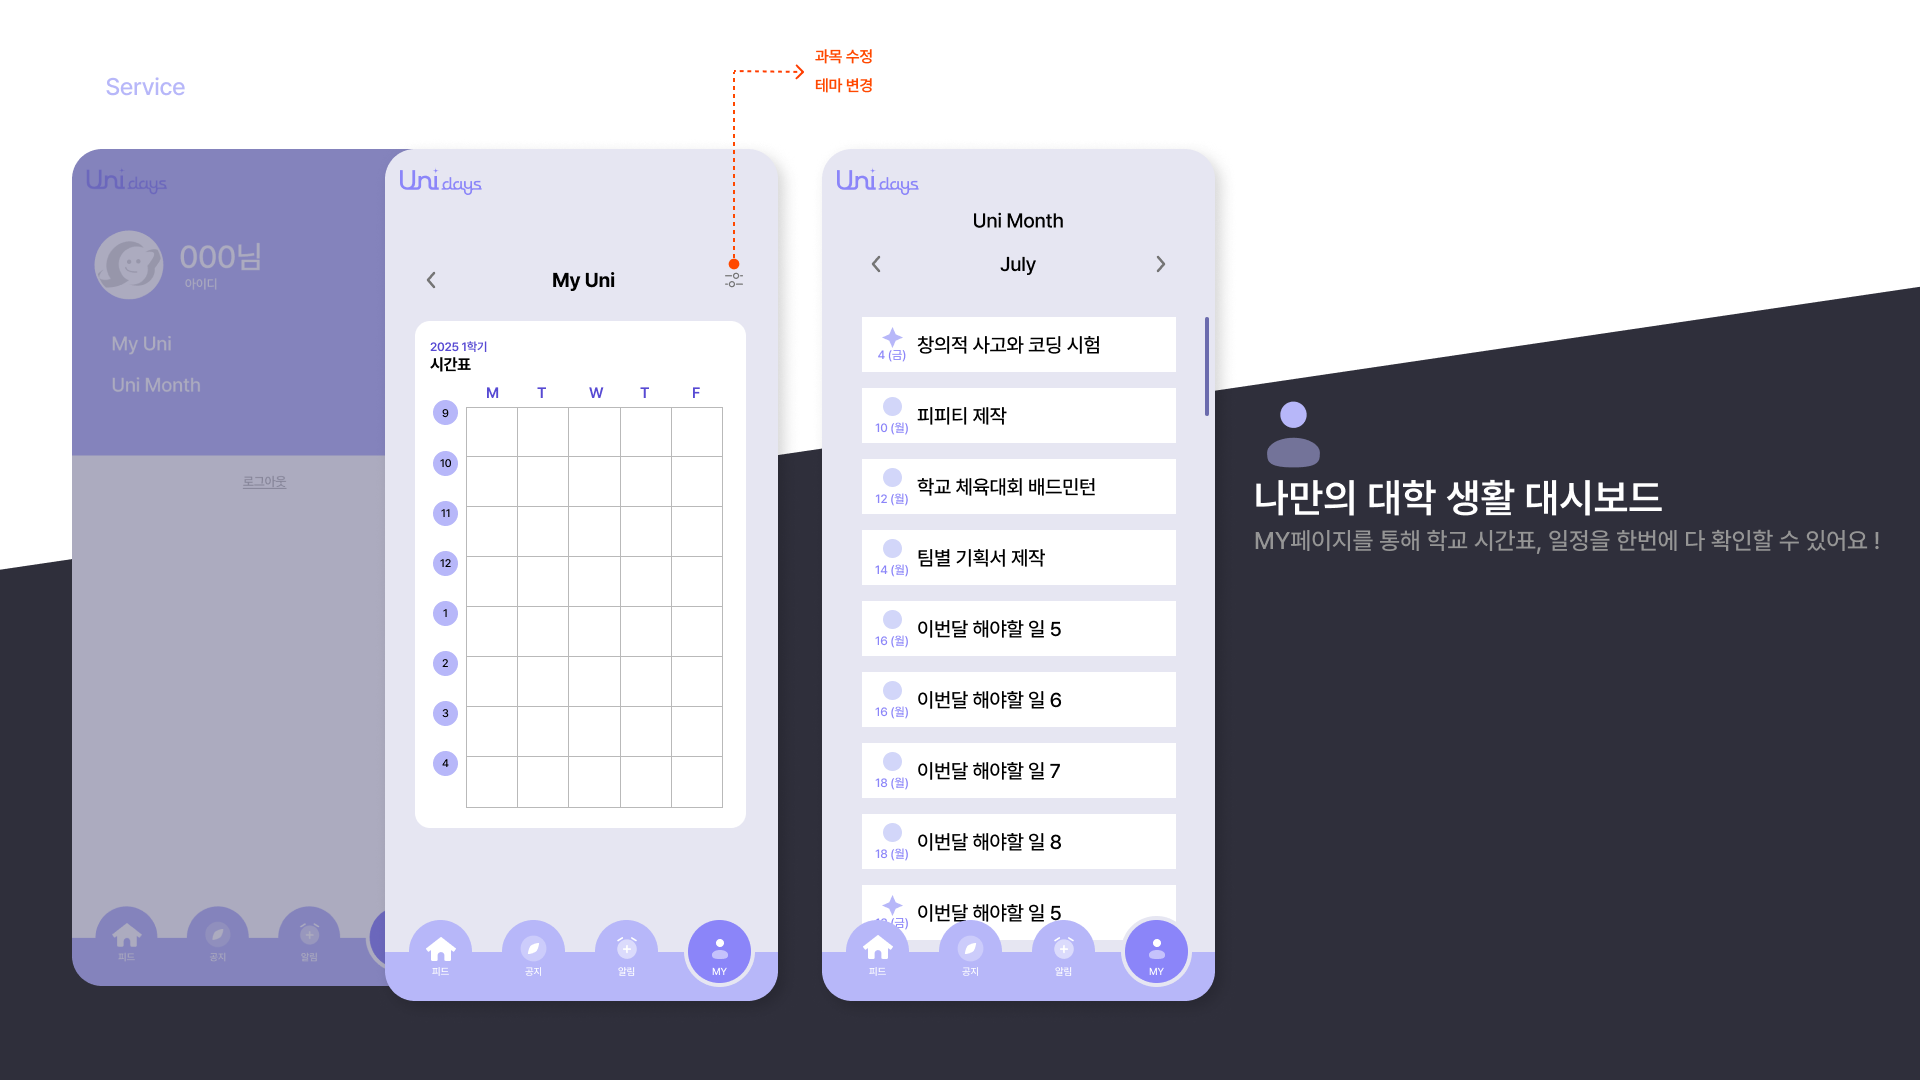 Service
과목 수정
테마 변경
Uni days
000님
아이디
My Uni
Uni Month
로그아웃
피드
공지
알림
Uni days
My Uni
2025 1학기
시간표
M T W T F
9
10
11
12
1
2
3
4
피드
공지
알림
MY
Uni days
Uni Month
July
4 (금)
창의적 사고와 코딩 시험
10 (월)
피피티 제작
12 (월)
학교 체육대회 배드민턴
14 (월)
팀별 기획서 제작
16 (월)
이번달 해야할 일 5
16 (월)
이번달 해야할 일 6
18 (월)
이번달 해야할 일 7
18 (월)
이번달 해야할 일 8
(금)
이번달 해야할 일 5
피드
공지
알림
MY
나만의 대학 생활 대시보드
MY페이지를 통해 학교 시간표, 일정을 한번에 다 확인할 수 있어요 !